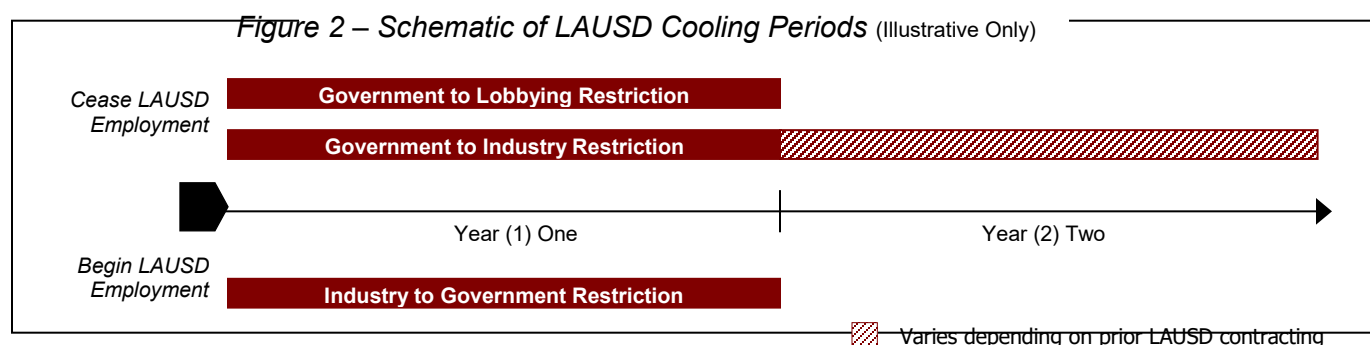 Figure 2 – Schematic of LAUSD Cooling Periods (Illustrative Only)
Cease LAUSD
Employment
Government to Lobbying Restriction
Government to Industry Restriction
Year (1) One
Year (2) Two
Begin LAUSD
Employment
Industry to Government Restriction
Varies depending on prior LAUSD contracting